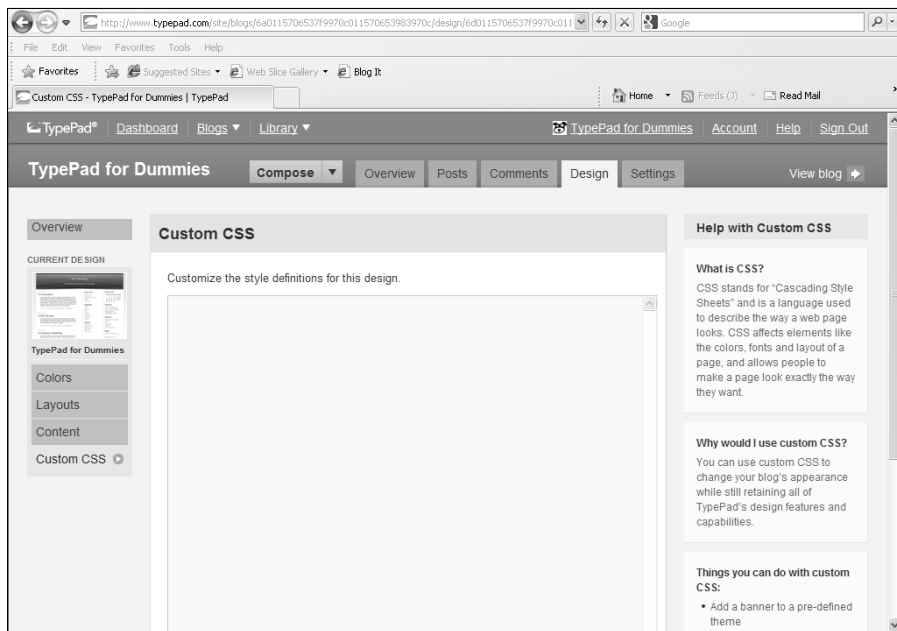 http://www.typepad.com/site/blogs/6a0115706537f9970c011570653983970c/design/6d0115706537f9970c011
Google
File Edit View Favorites Tools Help
Favorites Suggested Sites Web Slice Gallery Blog It
Custom CSS - TypePad for Dummies | TypePad
Home Feeds (J) Read Mail
TypePad® Dashboard Blogs Library TypePad for Dummies Account Help Sign Out
TypePad for Dummies Compose Overview Posts Comments Design Settings View blog
Overview
CURRENT DESIGN
TypePad for Dummies
Colors
Layouts
Content
Custom CSS
Custom CSS
Customize the style definitions for this design.
Help with Custom CSS
What is CSS?
CSS stands for “Cascading Style
Sheets” and is a language used
to describe the way a web page
looks. CSS affects elements like
the colors, fonts and layout of a
page, and allows people to
make a page look exactly the way
they want.
Why would I use custom CSS?
You can use custom CSS to
change your blog's appearance
while still retaining all of
TypePad's design features and
capabilities.
Things you can do with custom
CSS:
• Add a banner to a pre-defined
theme